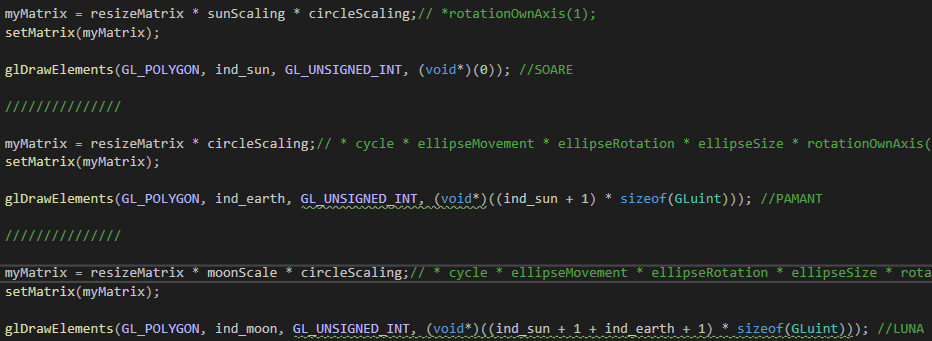 myMatrix = resizeMatrix * sunScaling * circleScaling;// *rotationOwnAxis(1);
setMatrix(myMatrix);
glDrawElements(GL_POLYGON, ind_sun, GL_UNSIGNED_INT, (void*)(0)); //SOARE
///////////////
myMatrix = resizeMatrix * circleScaling;// * cycle * ellipseMovement * ellipseRotation * ellipseSize * rotationOwnAxis(
setMatrix(myMatrix);
glDrawElements(GL_POLYGON, ind_earth, GL_UNSIGNED_INT, (void*)((ind_sun + 1) * sizeof(GLuint))); //PAMANT
///////////////
myMatrix = resizeMatrix * moonScale * circleScaling;// * cycle * ellipseMovement * ellipseRotation * ellipseSize * rota
setMatrix(myMatrix);
glDrawElements(GL_POLYGON, ind_moon, GL_UNSIGNED_INT, (void*)((ind_sun + 1 + ind_earth + 1) * sizeof(GLuint))); //LUNA